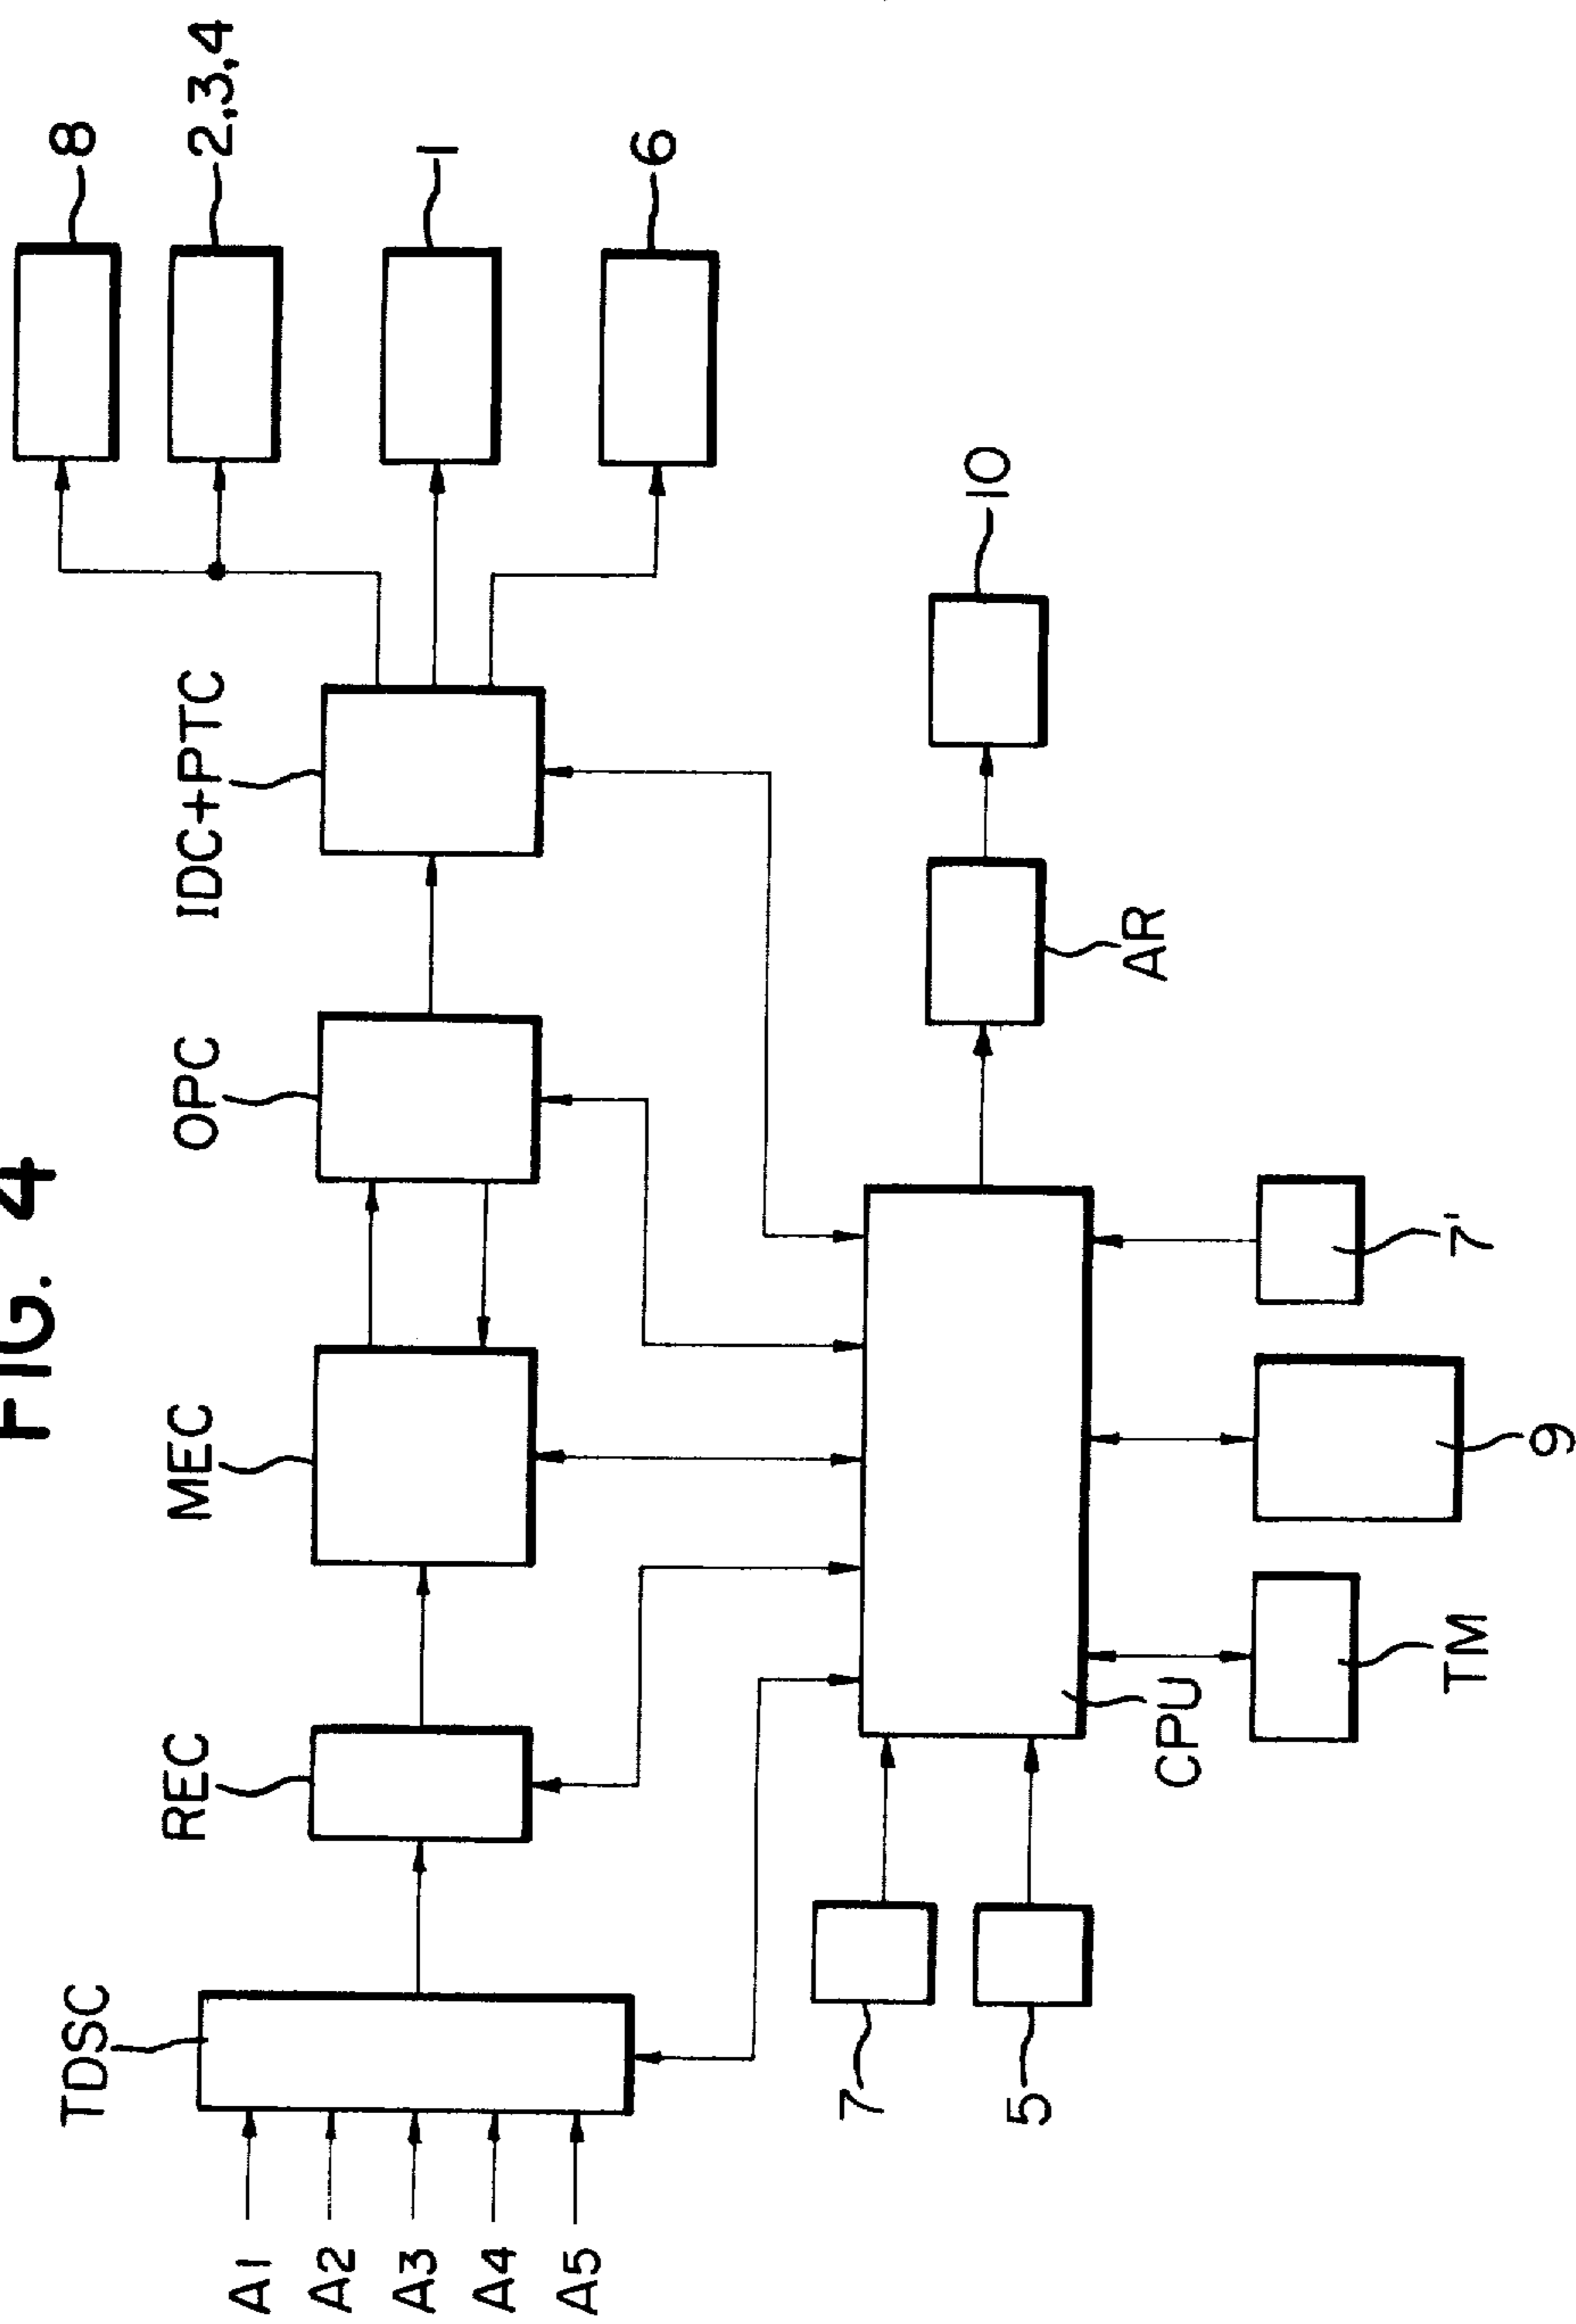 FIG. 4
8
2,3,4
1
6
IDC+PTC
OPC
MEC
REC
TDSC
A1
A2
A3
A4
A5
10
AR
7'
9
TM
CPU
7
5